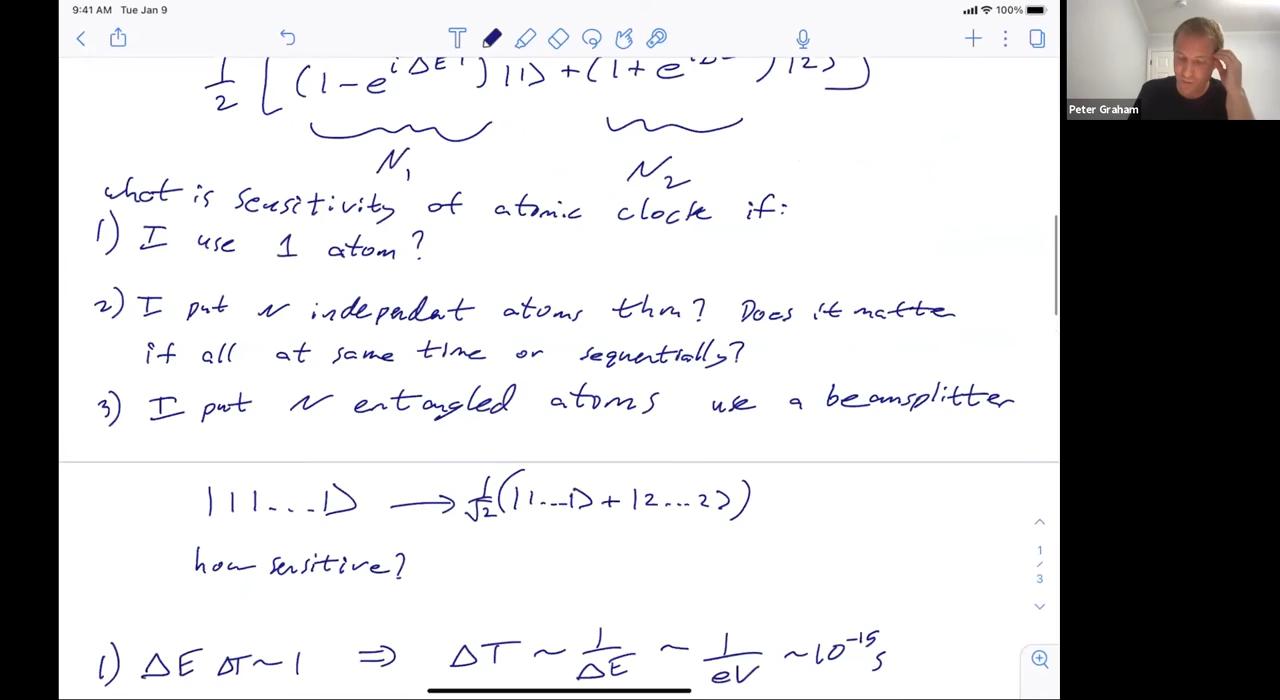 9:41 AM Tue Jan 9
100%
1/2 [(1-e^{iΔET})|1> + (1+e^{iΔET})|2>]
N_1
N_2
what is sensitivity of atomic clock if:
1) I use 1 atom?
2) I put N independent atoms thru? Does it matter
if all at same time or sequentially?
3) I put N entangled atoms use a beamsplitter
|11...1> → 1/√2 (|1...1> + |2...2>)
how sensitive?
1) ΔE ΔT ~ 1 ⇒ ΔT ~ 1/ΔE ~ 1/eV ~ 10^{-15} s
Peter Graham
1
/
3